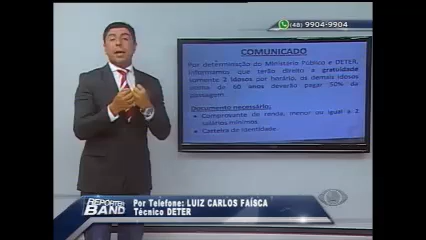 (48) 9904-9904
COMUNICADO
Por determinação do Ministério Público e DETER,
informamos que terão direito a gratuidade
somente 2 idosos por horário, as demais idosos
acima de 60 anos deverão pagar 50% da
passagem.
Documento necessário:
• Comprovante de renda, menor ou igual a 2
salários mínimos
• Carteira de Identidade
REPÓRTER
BAND
Por Telefone: LUIZ CARLOS FAÍSCA
Técnico DETER